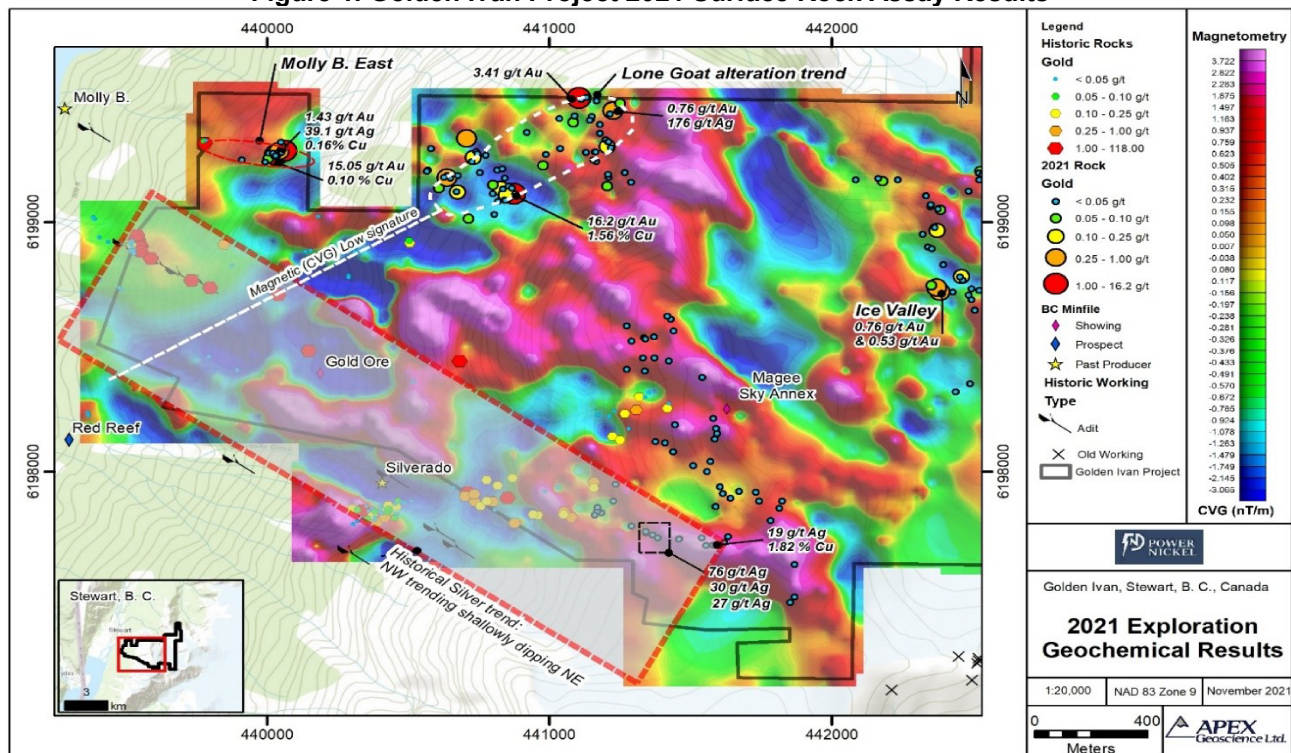 Figure 1: Golden Ivan Project 2021 Surface Rock Assay Results
440000
441000
442000
6199000
6198000
Molly B.
Molly B. East
1.43 g/t Au
39.1 g/t Ag
0.16% Cu
15.05 g/t Au
0.10 % Cu
3.41 g/t Au
Lone Goat alteration trend
0.76 g/t Au
176 g/t Ag
16.2 g/t Au
1.56 % Cu
N
Magnetic (CVG) Low signature
Ice Valley
0.76 g/t Au
& 0.53 g/t Au
Gold Ore
Magee
Sky Annex
Red Reef
Silverado
19 g/t Ag
1.82 % Cu
76 g/t Ag
30 g/t Ag
27 g/t Ag
Historical Silver trend:
NW trending shallowly dipping NE
6199000
6198000
440000
441000
442000
Stewart, B. C.
Stewart
3
km
Legend
Historic Rocks
Gold
< 0.05 g/t
0.05 - 0.10 g/t
0.10 - 0.25 g/t
0.25 - 1.00 g/t
1.00 - 118.00
2021 Rock
Gold
<0.05 g/t
0.05 - 0.10 g/t
0.10 - 0.25 g/t
0.25 - 1.00 g/t
1.00 - 16.2 g/t
BC Minfile
Showing
Prospect
Past Producer
Historic Working
Type
Adit
Old Working
Golden Ivan Project
Magnetometry
3.722
2.622
2.283
1.875
1.497
1.163
0.937
0.759
0.623
0.506
0.402
0.316
0.232
0.155
0.098
0.050
0.007
-0.038
-0.080
-0.117
-0.156
-0.197
-0.238
-0.281
-0.326
-0.376
-0.433
-0.491
-0.570
-0.672
-0.785
-0.924
-1.078
-1.263
-1.479
-1.749
-2.145
-3.065
CVG (nT/m)
POWER
NICKEL
Golden Ivan, Stewart, B. C., Canada
2021 Exploration
Geochemical Results
1:20,000
NAD 83 Zone 9
November 2021
0
400
Meters
APEX
Geoscience Ltd.